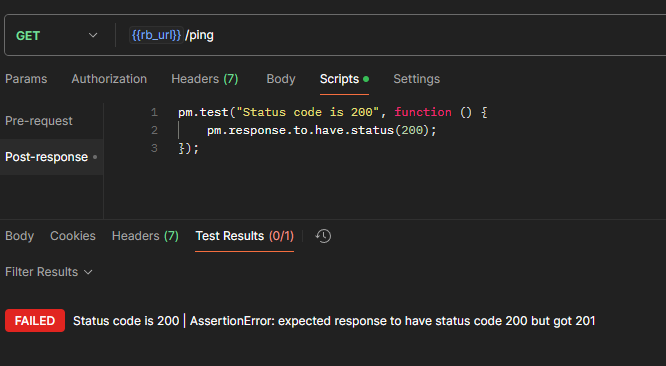 GET {{rb_url}} /ping
Params Authorization Headers (7) Body Scripts Settings
Pre-request
Post-response
1 pm.test("Status code is 200", function () {
2 pm.response.to.have.status(200);
3 });
Body Cookies Headers (7) Test Results (0/1)
Filter Results
FAILED Status code is 200 | AssertionError: expected response to have status code 200 but got 201